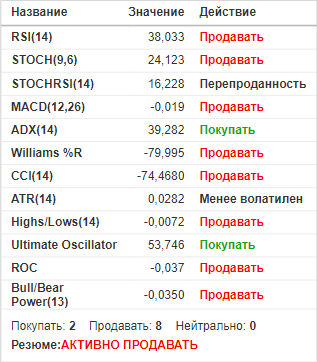 Название Значение Действие
RSI(14) 38,033 Продавать
STOCH(9,6) 24,123 Продавать
STOCHRSI(14) 16,228 Перепроданность
MACD(12,26) -0,019 Продавать
ADX(14) 39,282 Покупать
Williams %R -79,995 Продавать
CCI(14) -74,4680 Продавать
ATR(14) 0,0282 Менее волатилен
Highs/Lows(14) -0,0072 Продавать
Ultimate Oscillator 53,746 Покупать
ROC -0,037 Продавать
Bull/Bear
Power(13) -0,0350 Продавать
Покупать: 2 Продавать: 8 Нейтрально: 0
Резюме:АКТИВНО ПРОДАВАТЬ